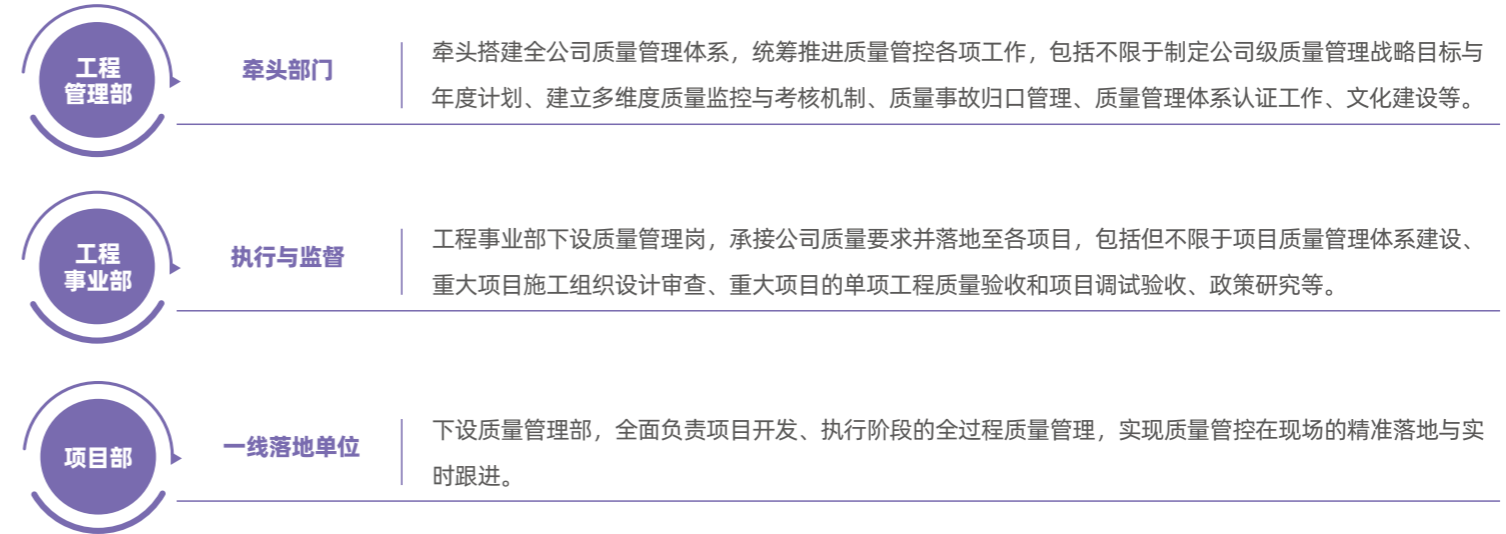 工程
管理部
牵头部门
牵头搭建全公司质量管理体系，统筹推进质量管控各项工作，包括不限于制定公司级质量管理战略目标与
年度计划、建立多维度质量监控与考核机制、质量事故归口管理、质量管理体系认证工作、文化建设等。
工程
事业部
执行与监督
工程事业部下设质量管理岗，承接公司质量要求并落地至各项目，包括但不限于项目质量管理体系建设、
重大项目施工组织设计审查、重大项目的单项工程质量验收和项目调试验收、政策研究等。
项目部
一线落地单位
下设质量管理部，全面负责项目开发、执行阶段的全过程质量管理，实现质量管控在现场的精准落地与实
时跟进。